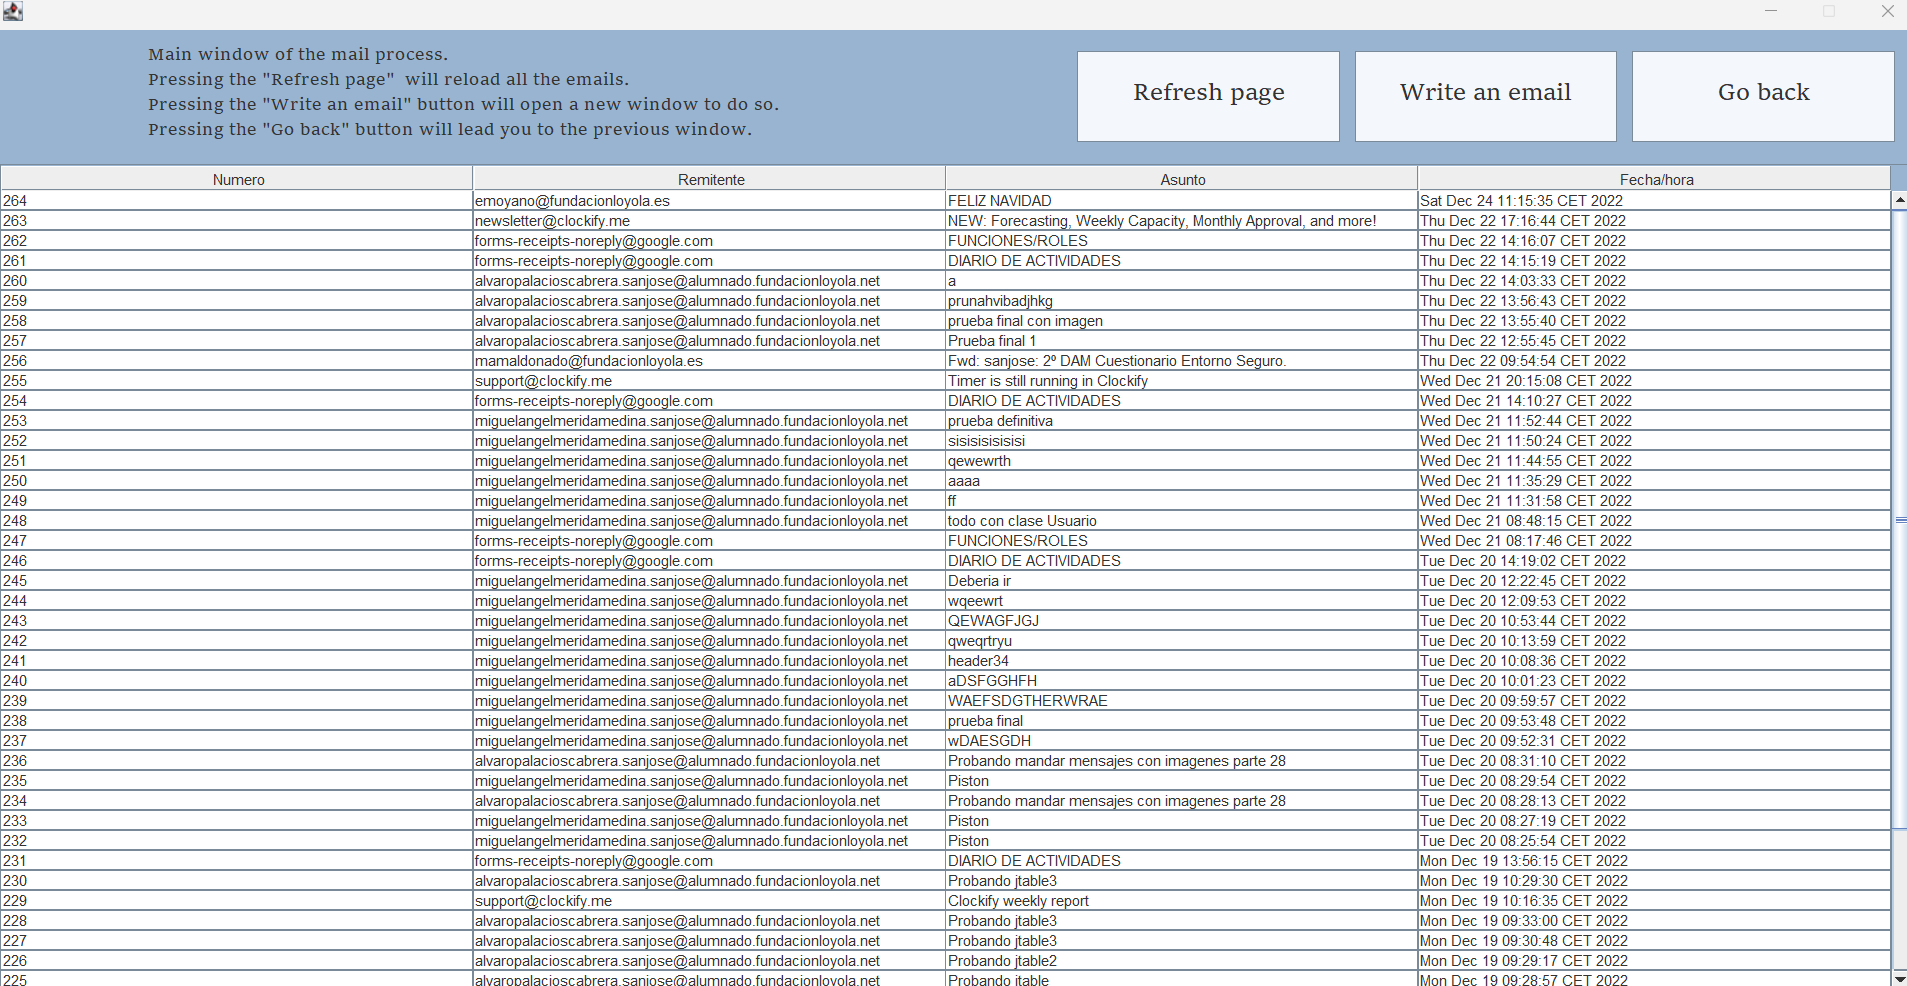 Main window of the mail process.
Pressing the "Refresh page"  will reload all the emails.
Pressing the "Write an email" button will open a new window to do so.
Pressing the "Go back" button will lead you to the previous window.
Refresh page
Write an email
Go back
Numero Remitente Asunto Fecha/hora
264 emoyano@fundacionloyola.es FELIZ NAVIDAD Sat Dec 24 11:15:35 CET 2022
263 newsletter@clockify.me NEW: Forecasting, Weekly Capacity, Monthly Approval, and more! Thu Dec 22 17:16:44 CET 2022
262 forms-receipts-noreply@google.com FUNCIONES/ROLES Thu Dec 22 14:16:07 CET 2022
261 forms-receipts-noreply@google.com DIARIO DE ACTIVIDADES Thu Dec 22 14:15:19 CET 2022
260 alvaropalacioscabrera.sanjose@alumnado.fundacionloyola.net a Thu Dec 22 14:03:33 CET 2022
259 alvaropalacioscabrera.sanjose@alumnado.fundacionloyola.net prunahvibadjhkg Thu Dec 22 13:56:43 CET 2022
258 alvaropalacioscabrera.sanjose@alumnado.fundacionloyola.net prueba final con imagen Thu Dec 22 13:55:40 CET 2022
257 alvaropalacioscabrera.sanjose@alumnado.fundacionloyola.net Prueba final 1 Thu Dec 22 12:55:45 CET 2022
256 mamaldonado@fundacionloyola.es Fwd: sanjose: 2º DAM Cuestionario Entorno Seguro. Thu Dec 22 09:54:54 CET 2022
255 support@clockify.me Timer is still running in Clockify Wed Dec 21 20:15:08 CET 2022
254 forms-receipts-noreply@google.com DIARIO DE ACTIVIDADES Wed Dec 21 14:10:27 CET 2022
253 miguelangelmeridamedina.sanjose@alumnado.fundacionloyola.net prueba definitiva Wed Dec 21 11:52:44 CET 2022
252 miguelangelmeridamedina.sanjose@alumnado.fundacionloyola.net sisisisisisisi Wed Dec 21 11:50:24 CET 2022
251 miguelangelmeridamedina.sanjose@alumnado.fundacionloyola.net qewewrth Wed Dec 21 11:44:55 CET 2022
250 miguelangelmeridamedina.sanjose@alumnado.fundacionloyola.net aaaa Wed Dec 21 11:35:29 CET 2022
249 miguelangelmeridamedina.sanjose@alumnado.fundacionloyola.net ff Wed Dec 21 11:31:58 CET 2022
248 miguelangelmeridamedina.sanjose@alumnado.fundacionloyola.net todo con clase Usuario Wed Dec 21 08:48:15 CET 2022
247 forms-receipts-noreply@google.com FUNCIONES/ROLES Wed Dec 21 08:17:46 CET 2022
246 forms-receipts-noreply@google.com DIARIO DE ACTIVIDADES Tue Dec 20 14:19:02 CET 2022
245 miguelangelmeridamedina.sanjose@alumnado.fundacionloyola.net Deberia ir Tue Dec 20 12:22:45 CET 2022
244 miguelangelmeridamedina.sanjose@alumnado.fundacionloyola.net wqeewrt Tue Dec 20 12:09:53 CET 2022
243 miguelangelmeridamedina.sanjose@alumnado.fundacionloyola.net QEWAGFJGJ Tue Dec 20 10:53:44 CET 2022
242 miguelangelmeridamedina.sanjose@alumnado.fundacionloyola.net qweqrtryu Tue Dec 20 10:13:59 CET 2022
241 miguelangelmeridamedina.sanjose@alumnado.fundacionloyola.net header34 Tue Dec 20 10:08:36 CET 2022
240 miguelangelmeridamedina.sanjose@alumnado.fundacionloyola.net aDSFGGHFH Tue Dec 20 10:01:23 CET 2022
239 miguelangelmeridamedina.sanjose@alumnado.fundacionloyola.net WAEFSDGTHERWRAE Tue Dec 20 09:59:57 CET 2022
238 miguelangelmeridamedina.sanjose@alumnado.fundacionloyola.net prueba final Tue Dec 20 09:53:48 CET 2022
237 miguelangelmeridamedina.sanjose@alumnado.fundacionloyola.net wDAESGDH Tue Dec 20 09:52:31 CET 2022
236 alvaropalacioscabrera.sanjose@alumnado.fundacionloyola.net Probando mandar mensajes con imagenes parte 28 Tue Dec 20 08:31:10 CET 2022
235 miguelangelmeridamedina.sanjose@alumnado.fundacionloyola.net Piston Tue Dec 20 08:29:54 CET 2022
234 alvaropalacioscabrera.sanjose@alumnado.fundacionloyola.net Probando mandar mensajes con imagenes parte 28 Tue Dec 20 08:28:13 CET 2022
233 miguelangelmeridamedina.sanjose@alumnado.fundacionloyola.net Piston Tue Dec 20 08:27:19 CET 2022
232 miguelangelmeridamedina.sanjose@alumnado.fundacionloyola.net Piston Tue Dec 20 08:25:54 CET 2022
231 forms-receipts-noreply@google.com DIARIO DE ACTIVIDADES Mon Dec 19 13:56:15 CET 2022
230 alvaropalacioscabrera.sanjose@alumnado.fundacionloyola.net Probando jtable3 Mon Dec 19 10:29:30 CET 2022
229 support@clockify.me Clockify weekly report Mon Dec 19 10:16:35 CET 2022
228 alvaropalacioscabrera.sanjose@alumnado.fundacionloyola.net Probando jtable3 Mon Dec 19 09:33:00 CET 2022
227 alvaropalacioscabrera.sanjose@alumnado.fundacionloyola.net Probando jtable3 Mon Dec 19 09:30:48 CET 2022
226 alvaropalacioscabrera.sanjose@alumnado.fundacionloyola.net Probando jtable2 Mon Dec 19 09:29:17 CET 2022
225 alvaropalacioscabrera.sanjose@alumnado.fundacionloyola.net Probando jtable Mon Dec 19 09:28:57 CET 2022